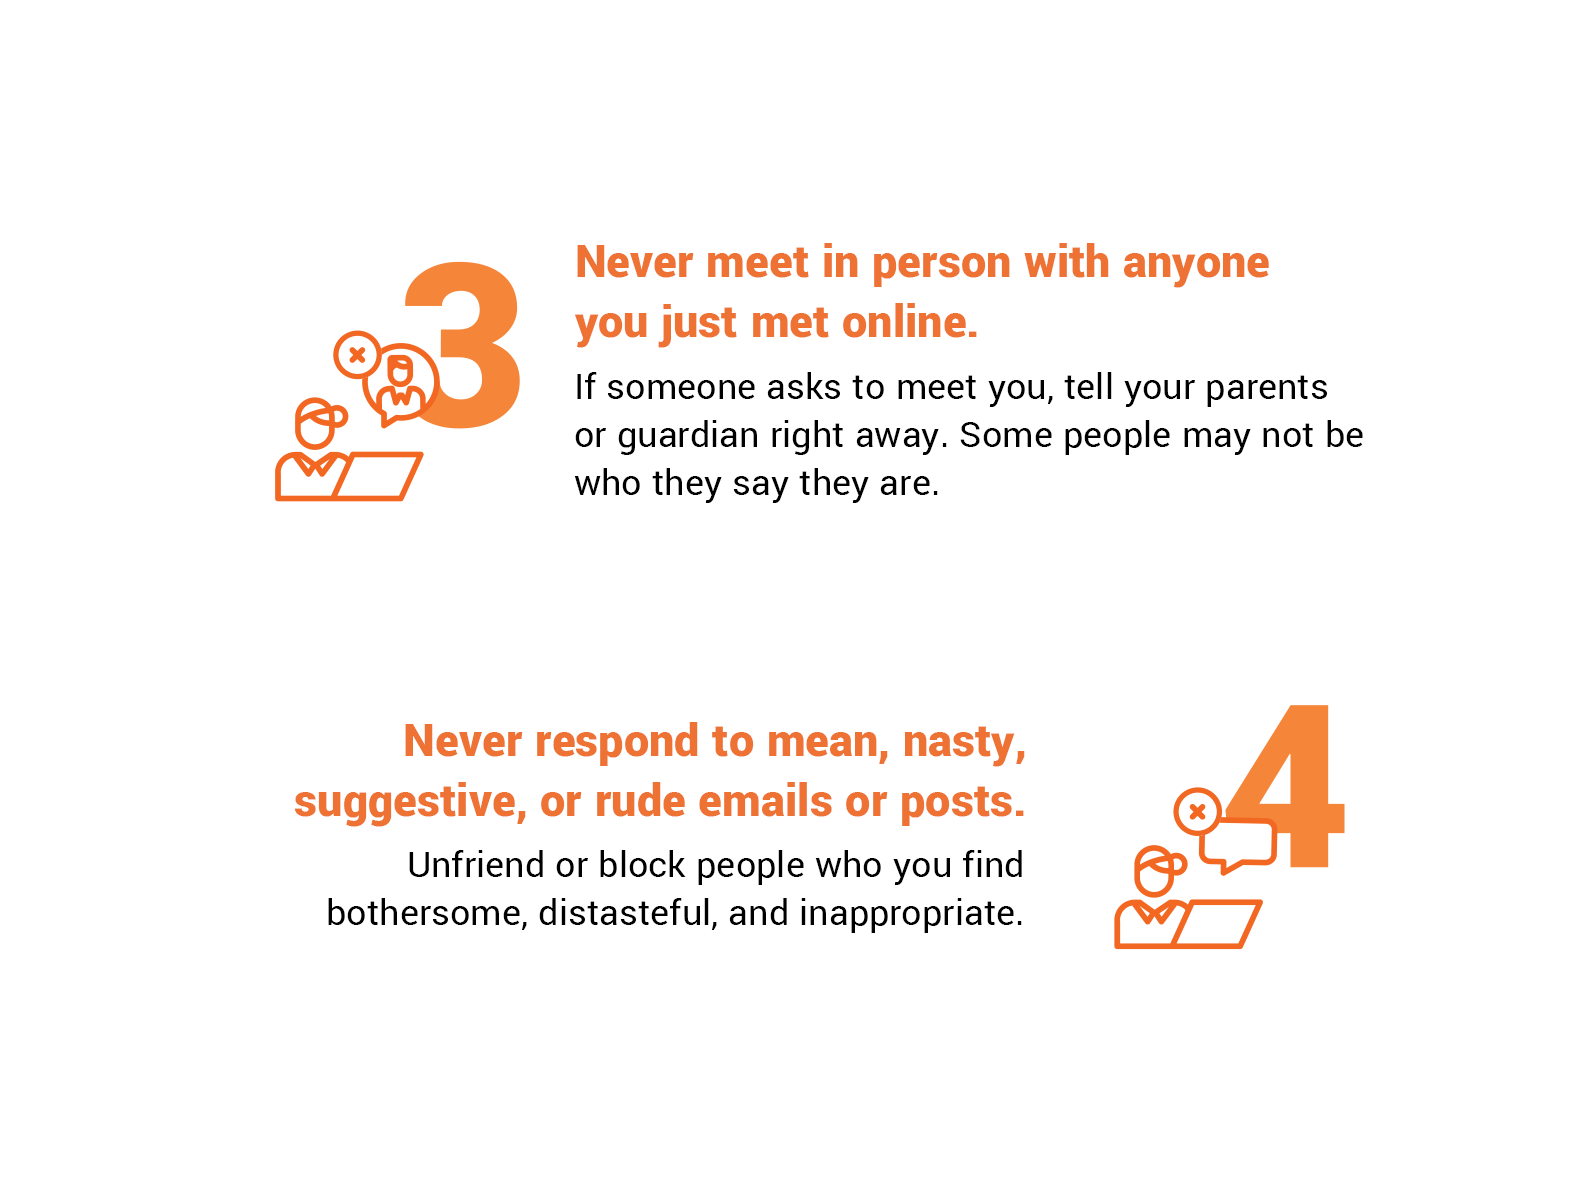 3
Never meet in person with anyone
you just met online.
If someone asks to meet you, tell your parents
or guardian right away. Some people may not be
who they say they are.
4
Never respond to mean, nasty,
suggestive, or rude emails or posts.
Unfriend or block people who you find
bothersome, distasteful, and inappropriate.